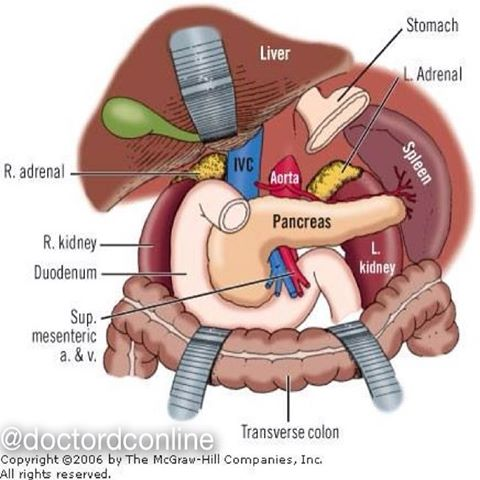 Stomach
Liver
L. Adrenal
IVC
Spleen
Aorta
R. adrenal
Pancreas
R. kidney
L.
kidney
Duodenum
Sup.
mesenteric
a. & v.
Transverse colon
@doctordconline
Copyright ©2006 by The McGraw-Hill Companies, Inc.
All rights reserved.